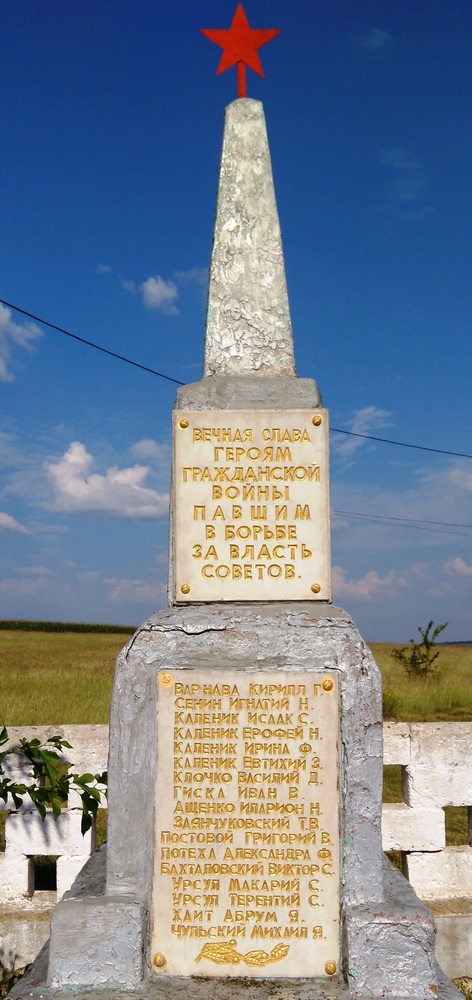 ВЕЧНАЯ СЛАВА
ГЕРОЯМ
ГРАЖДАНСКОЙ
ВОЙНЫ
ПАВШИМ
В БОРЬБЕ
ЗА ВЛАСТЬ
СОВЕТОВ.
ВАРНАВА КИРИЛЛ Г.
СЕНИН ИГНАТИЙ Н.
КАЛЕНИК ИСААК С.
КАЛЕНИК ЕРОФЕЙ Н.
КАЛЕНИК ИРИНА Ф.
КАЛЕНИК ЕВТИХИЙ З.
КЛОЧКО ВАСИЛИЙ Д.
ГИСКА ИВАН В.
АЩЕНКО ИЛАРИОН Н.
ЗАЯНЧУКОВСКИЙ Т.В.
ПОСТОВОЙ ГРИГОРИЙ В.
ПОТЕХА АЛЕКСАНДРА Ф.
БАХТАЛОВСКИЙ ВИКТОР С.
УРСУЛ МАКАРИЙ С.
УРСУЛ ТЕРЕНТИЙ С.
ХАИТ АБРУМ Я.
ЧУЛЬСКИЙ МИХАИЛ Я.